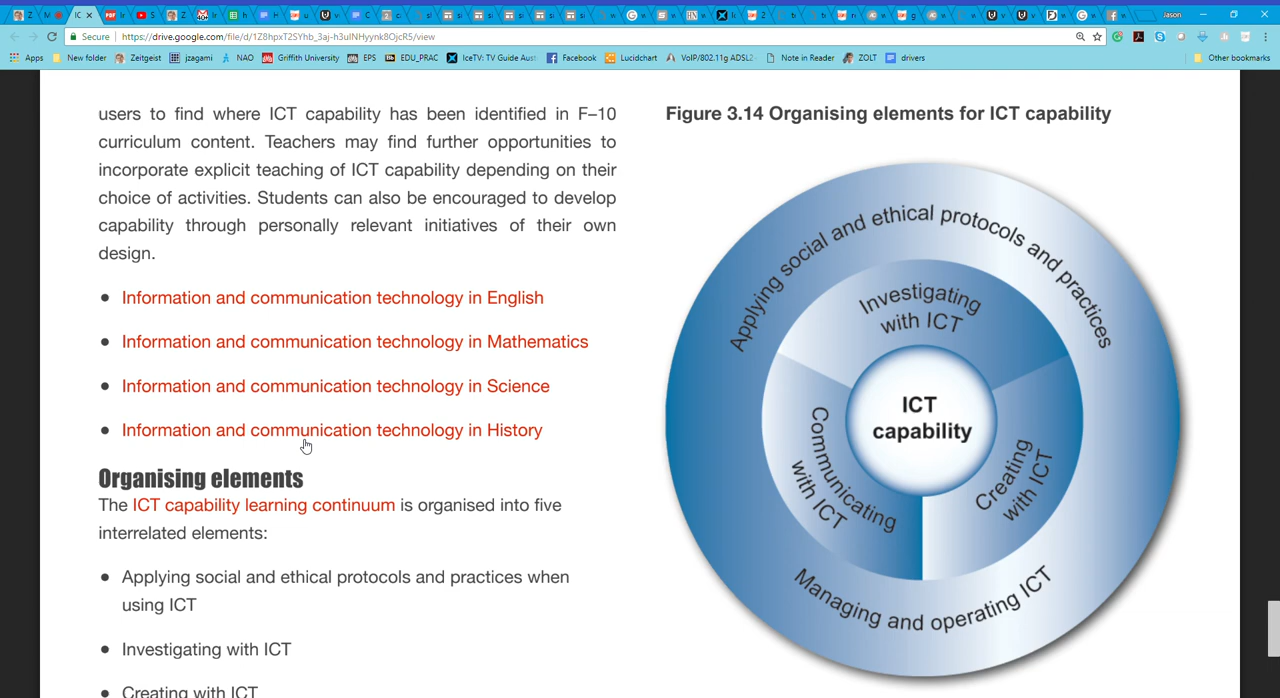 Jason
Secure
https://drive.google.com/file/d/1Z8hpxT2SYhb_3aj-h3ulNHyynk8OjcR5/view
Apps New folder Zeitgeist jzagami NAO Griffith University EPS EDU_PRAC IceTV: TV Guide Aust Facebook Lucidchart VoIP/802.11g ADSL2 Note in Reader ZOLT drivers Other bookmarks
users to find where ICT capability has been identified in F–10
curriculum content. Teachers may find further opportunities to
incorporate explicit teaching of ICT capability depending on their
choice of activities. Students can also be encouraged to develop
capability through personally relevant initiatives of their own
design.
● Information and communication technology in English
● Information and communication technology in Mathematics
● Information and communication technology in Science
● Information and communication technology in History
Organising elements
The ICT capability learning continuum is organised into five
interrelated elements:
● Applying social and ethical protocols and practices when
using ICT
● Investigating with ICT
● Creating with ICT
Figure 3.14 Organising elements for ICT capability
Applying social and ethical protocols and practices
Investigating
with ICT
ICT
capability
Communicating
with ICT
Creating
with ICT
Managing and operating ICT